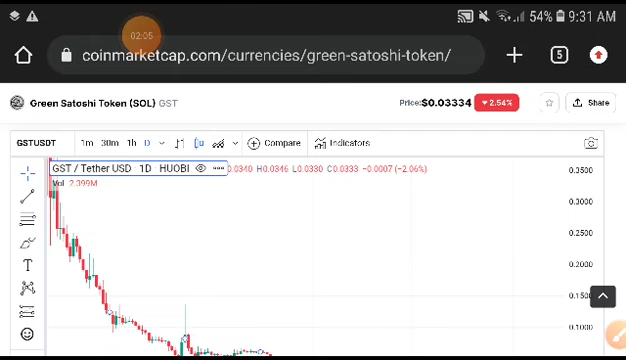 54% 9:31 AM
02:05
coinmarketcap.com/currencies/green-satoshi-token/
5
Green Satoshi Token (SOL) GST
Price:$0.03334 ▼2.54%
Share
GSTUSDT 1m 30m 1h D Compare Indicators
GST / Tether USD 1D HUOBI 0.0340 H0.0346 L0.0330 C0.0333 −0.0007 (−2.06%)
Vol 2.399M
0.3500
0.3000
0.2500
0.2000
0.1500
0.1000
T